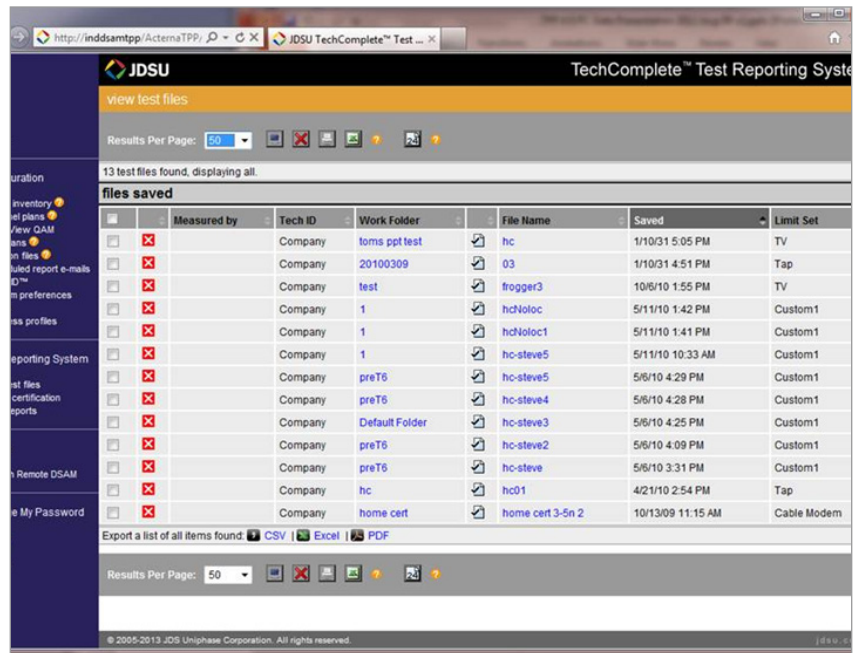 http://inddsamtpp/ActernaTPP/
JDSU TechComplete™ Test ... ×
JDSU
TechComplete™ Test Reporting Syste
view test files
Results Per Page: 50
13 test files found, displaying all.
files saved
Measured by Tech ID Work Folder File Name Saved Limit Set
Company toms ppt test hc 1/10/31 5:05 PM TV
Company 20100309 03 1/10/31 4:51 PM Tap
Company test frogger3 10/6/10 1:55 PM TV
Company 1 hcNoloc 5/11/10 1:42 PM Custom1
Company 1 hcNoloc1 5/11/10 1:41 PM Custom1
Company 1 hc-steve5 5/11/10 10:33 AM Custom1
Company preT6 hc-steve5 5/6/10 4:29 PM Custom1
Company preT6 hc-steve4 5/6/10 4:28 PM Custom1
Company Default Folder hc-steve3 5/6/10 4:25 PM Custom1
Company preT6 hc-steve2 5/6/10 4:09 PM Custom1
Company preT6 hc-steve 5/6/10 3:31 PM Custom1
Company hc hc01 4/21/10 2:54 PM Tap
Company home cert home cert 3-5n 2 10/13/09 11:15 AM Cable Modem
Export a list of all items found: CSV | Excel | PDF
Results Per Page: 50
© 2005-2013 JDS Uniphase Corporation. All rights reserved.
jdsu.c
uration
inventory
el plans
View QAM
ans
on files
duled report e-mails
ID™
m preferences
ss profiles
eporting System
est files
certification
eports
n Remote DSAM
e My Password